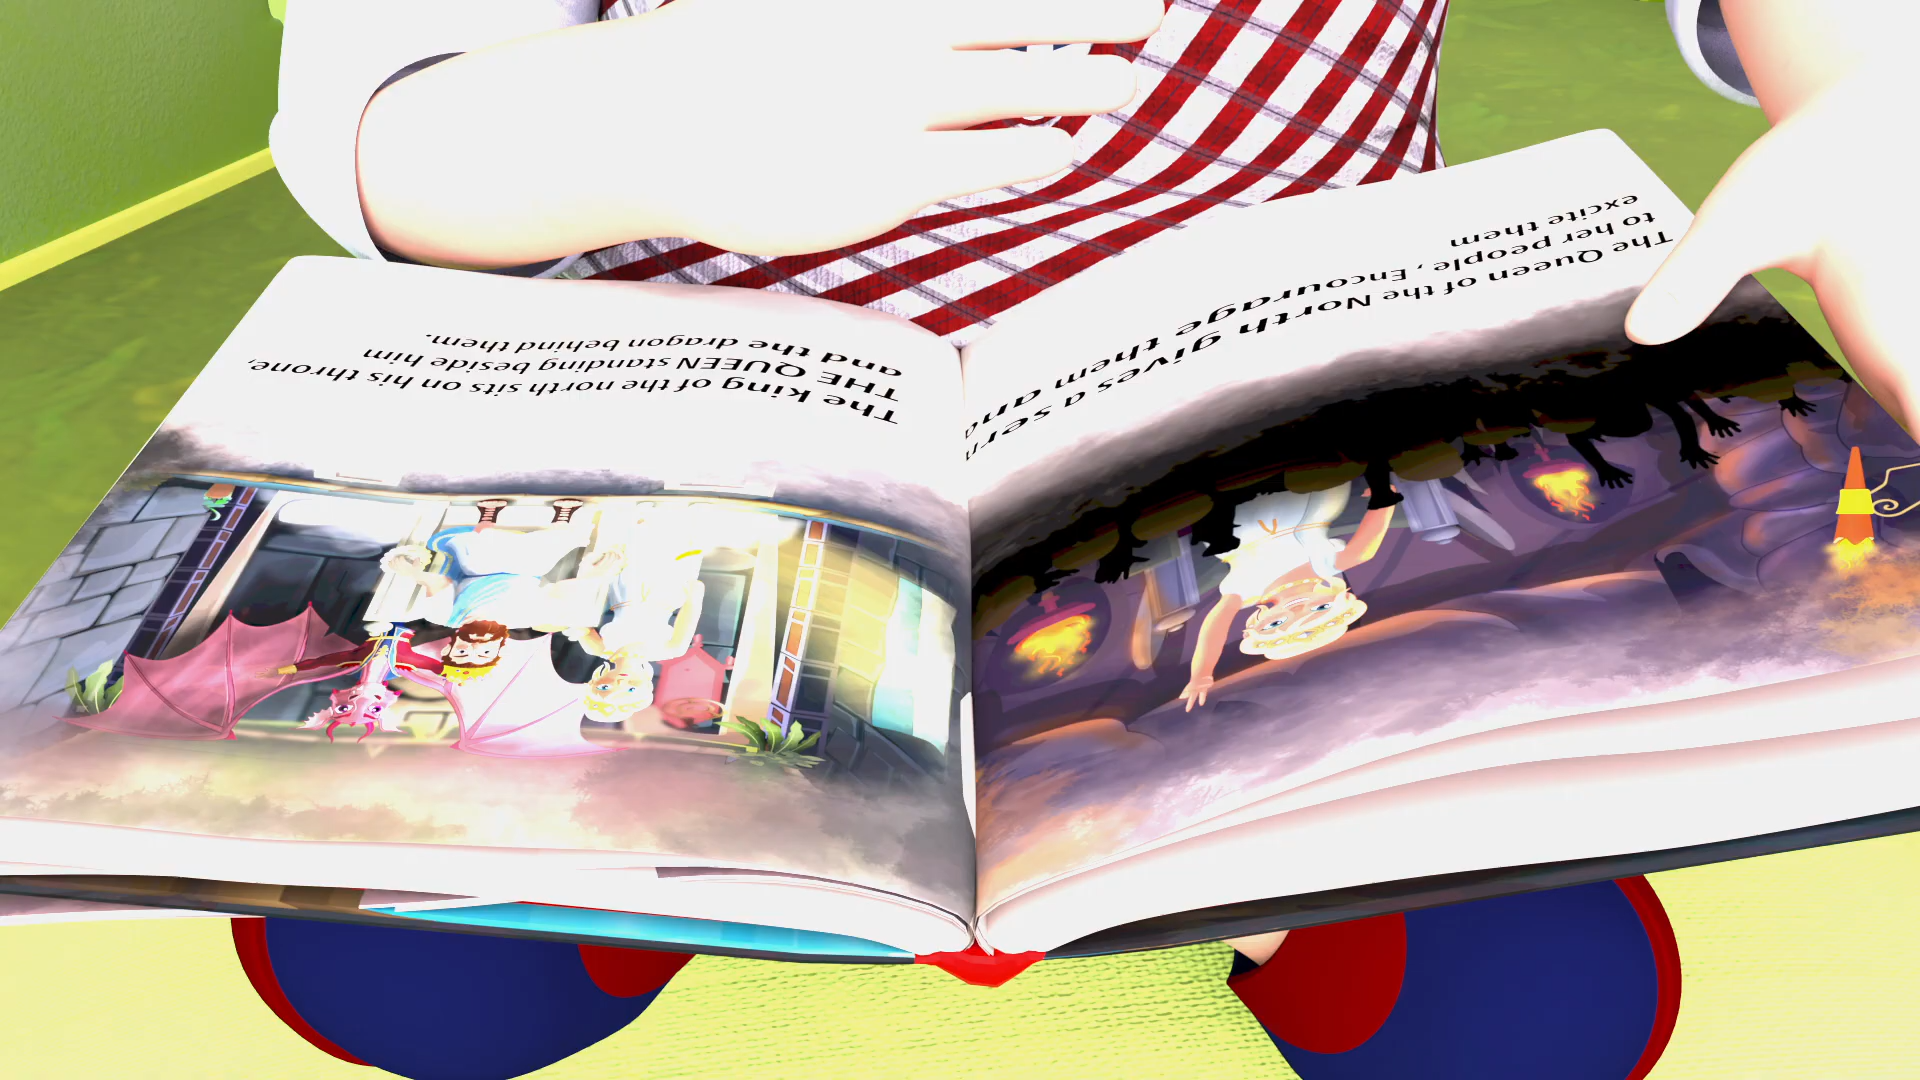 The Queen of the North gives a
to her people, Encourage them and
excite them
The king of the north sits on his throne,
THE QUEEN standing beside him
and the dragon behind them.